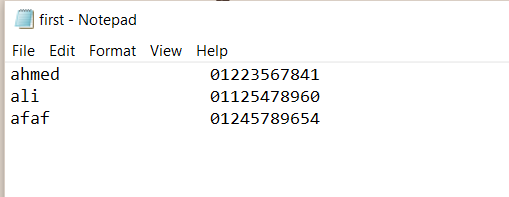 first - Notepad
File Edit Format View Help
ahmed 01223567841
ali 01125478960
afaf 01245789654